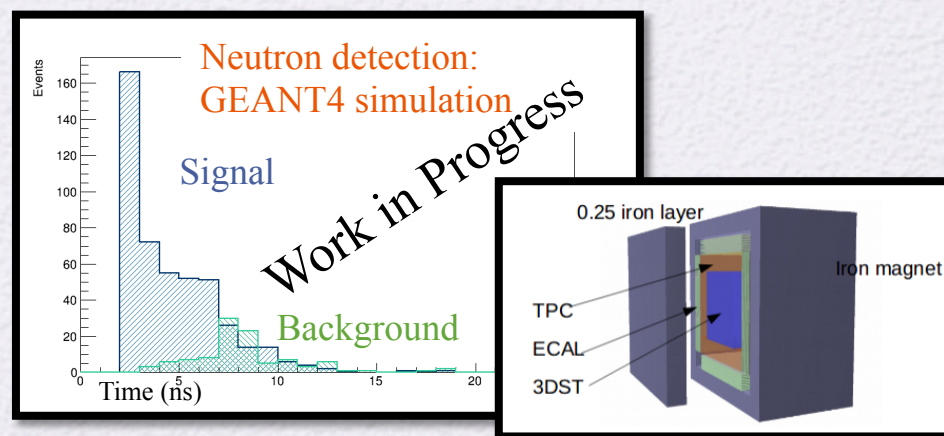 Neutron detection:
GEANT4 simulation
Events
160
140
120
100
80
60
40
20
0
Signal
Work in Progress
Background
0 5 10 15 20
Time (ns)
0.25 iron layer
Iron magnet
TPC
ECAL
3DST